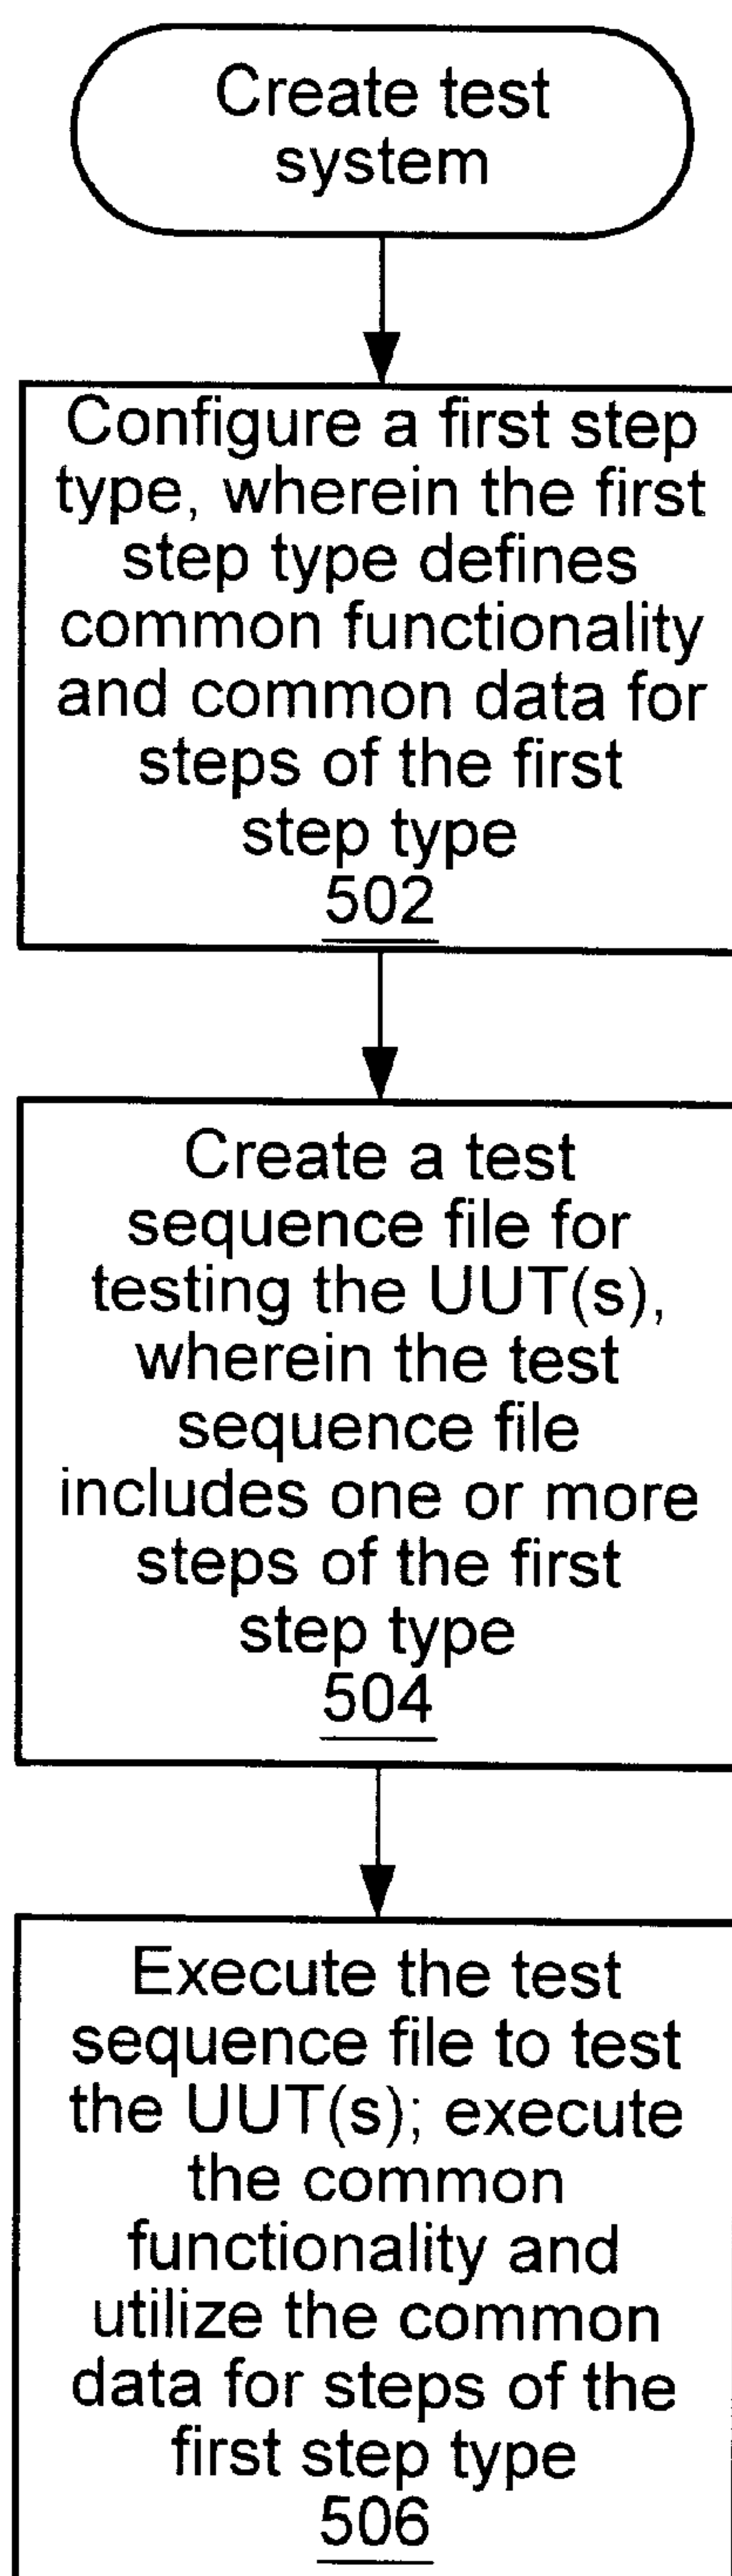 Create test
system
Configure a first step
type, wherein the first
step type defines
common functionality
and common data for
steps of the first
step type
502
Create a test
sequence file for
testing the UUT(s),
wherein the test
sequence file
includes one or more
steps of the first
step type
504
Execute the test
sequence file to test
the UUT(s); execute
the common
functionality and
utilize the common
data for steps of the
first step type
506